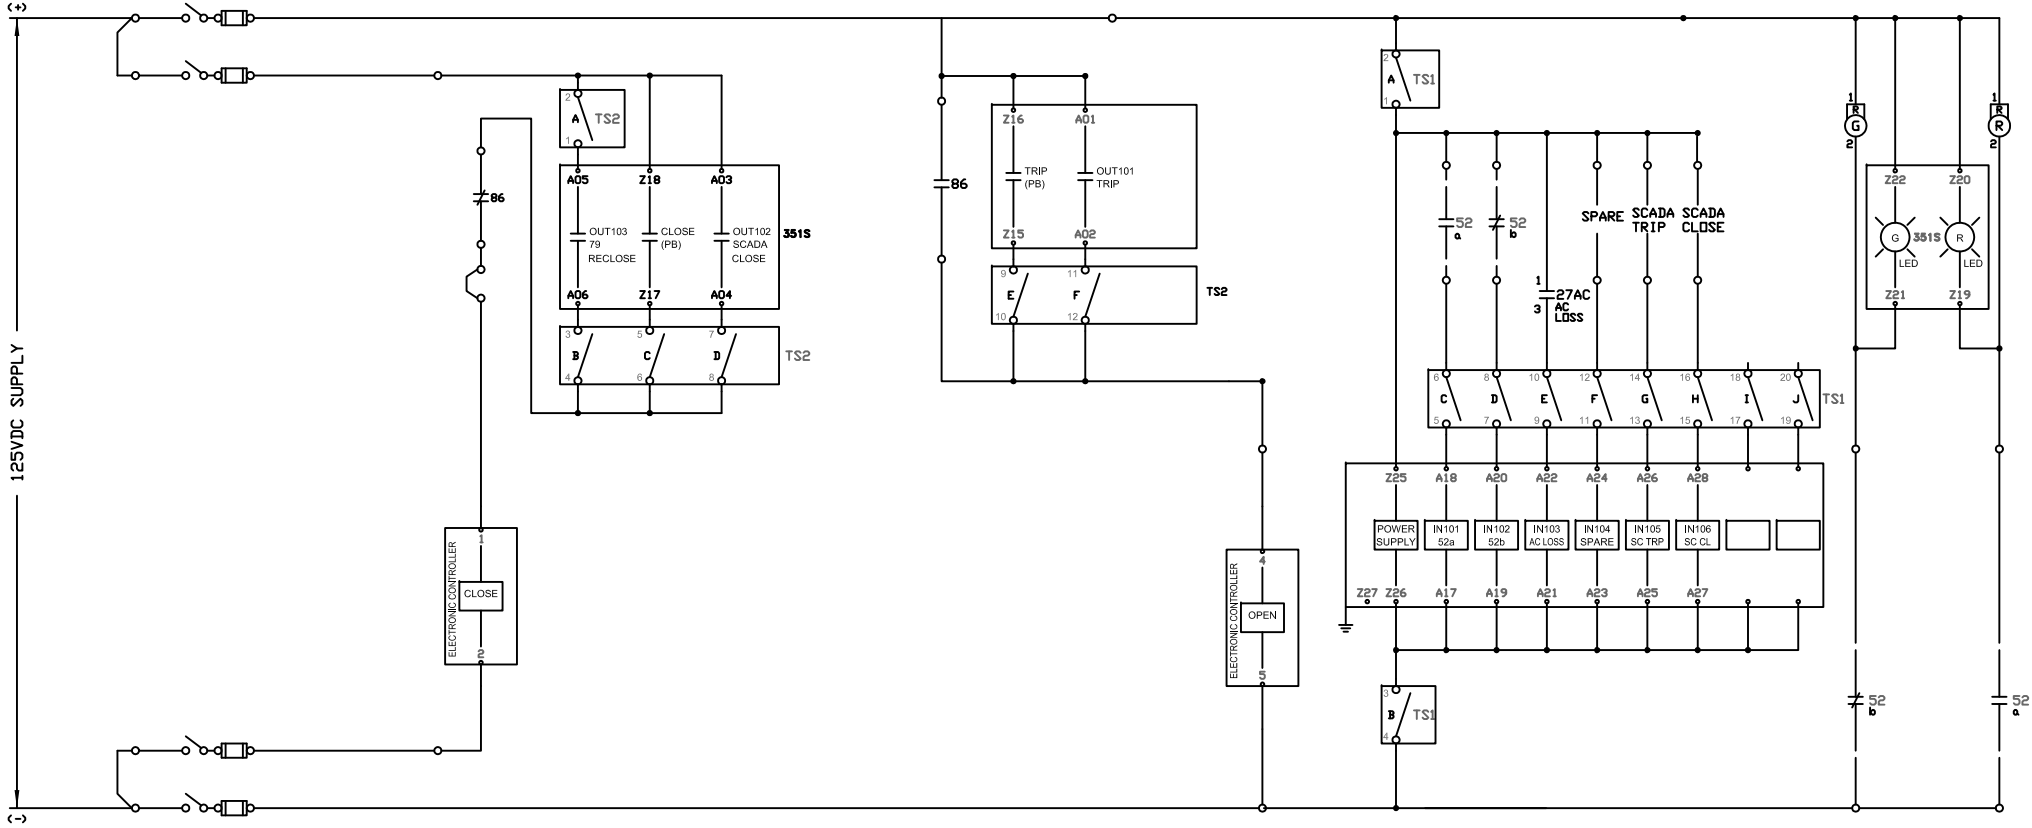 (+)
125VDC SUPPLY
(-)
86
2
A
1
TS2
A05
Z18
A03
OUT103
79
RECLOSE
CLOSE
(PB)
OUT102
SCADA
CLOSE
351S
A06
Z17
A04
3
5
7
B
C
D
4
6
8
TS2
ELECTRONIC CONTROLLER
1
CLOSE
2
86
Z16
A01
TRIP
(PB)
OUT101
TRIP
Z15
A02
9
11
E
F
10
12
TS2
ELECTRONIC CONTROLLER
4
OPEN
5
2
A
1
TS1
52
a
52
b
1
27AC
3
AC
LOSS
SPARE
SCADA
TRIP
SCADA
CLOSE
6
8
10
12
14
16
18
20
C
D
E
F
G
H
I
J
5
7
9
11
13
15
17
19
TS1
Z25
A18
A20
A22
A24
A26
A28
POWER
SUPPLY
IN101
52a
IN102
52b
IN103
AC LOSS
IN104
SPARE
IN105
SC TRP
IN106
SC CL
Z27
Z26
A17
A19
A21
A23
A25
A27
3
B
4
TS1
1
R
G
2
1
R
R
2
Z22
Z20
G
351S
R
LED
LED
Z21
Z19
52
b
52
a